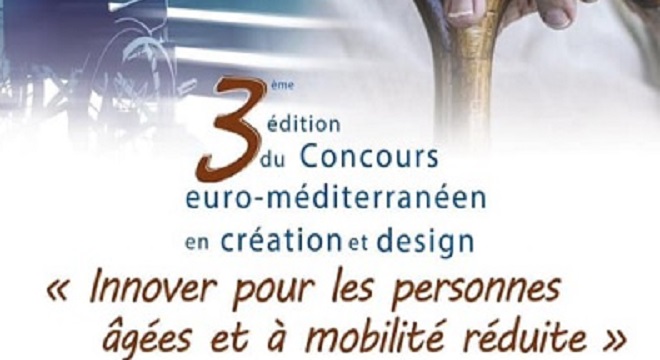 3ème édition
du Concours
euro-méditerranéen
en création et design
« Innover pour les personnes
âgées et à mobilité réduite »